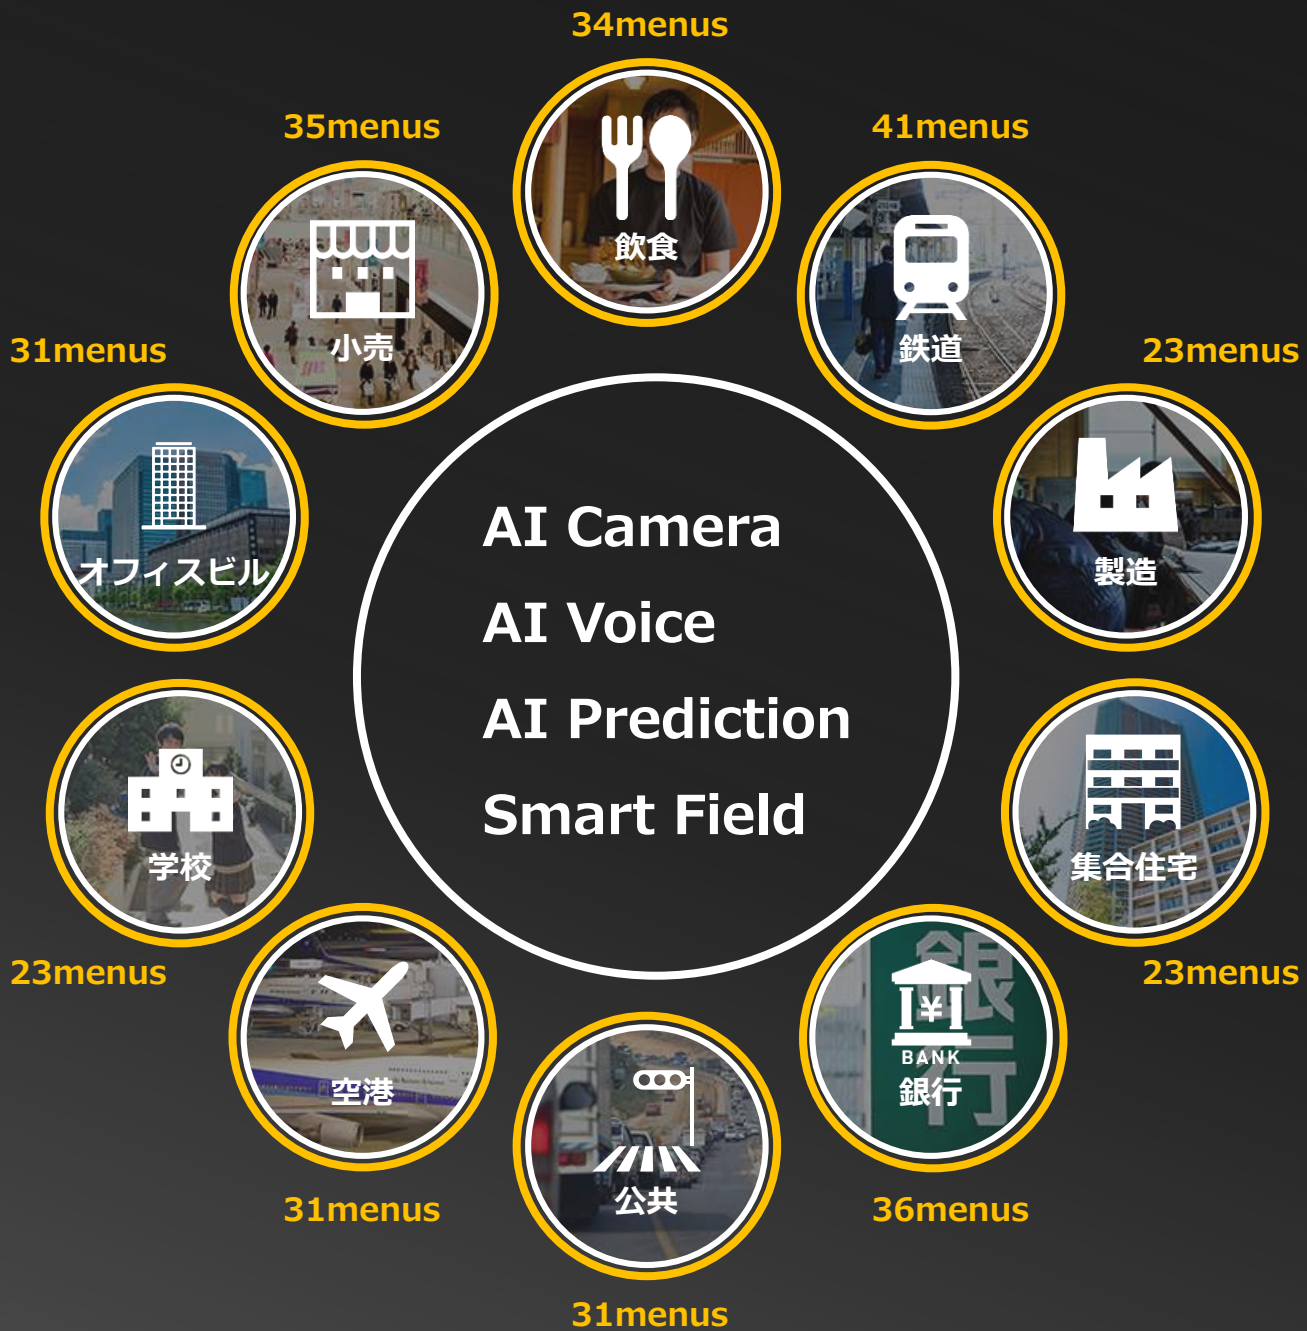 34menus
飲食
41menus
鉄道
23menus
製造
集合住宅
23menus
BANK
銀行
銀行
36menus
公共
31menus
空港
31menus
学校
23menus
31menus
オフィスビル
35menus
小売
AI Camera
AI Voice
AI Prediction
Smart Field